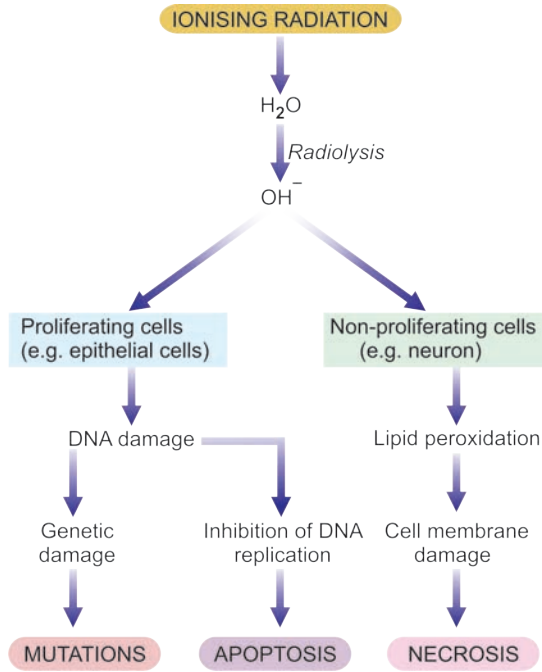 IONISING RADIATION
H₂O
Radiolysis
OH⁻
Proliferating cells
(e.g. epithelial cells)
Non-proliferating cells
(e.g. neuron)
DNA damage
Lipid peroxidation
Genetic
damage
Inhibition of DNA
replication
Cell membrane
damage
MUTATIONS
APOPTOSIS
NECROSIS